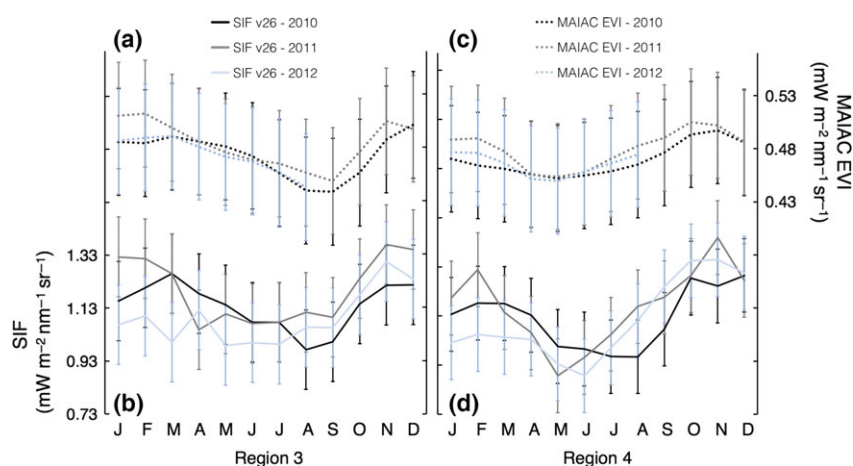 (a)
SIF v26 - 2010
SIF v26 - 2011
SIF v26 - 2012
(c)
MAIAC EVI - 2010
MAIAC EVI - 2011
MAIAC EVI - 2012
0.53
0.48
0.43
MAIAC EVI
(mW m⁻² nm⁻¹ sr⁻¹)
1.33
1.13
0.93
0.73
SIF
(mW m⁻² nm⁻¹ sr⁻¹)
(b)
(d)
J F M A M J J A S O N D
J F M A M J J A S O N D
Region 3
Region 4